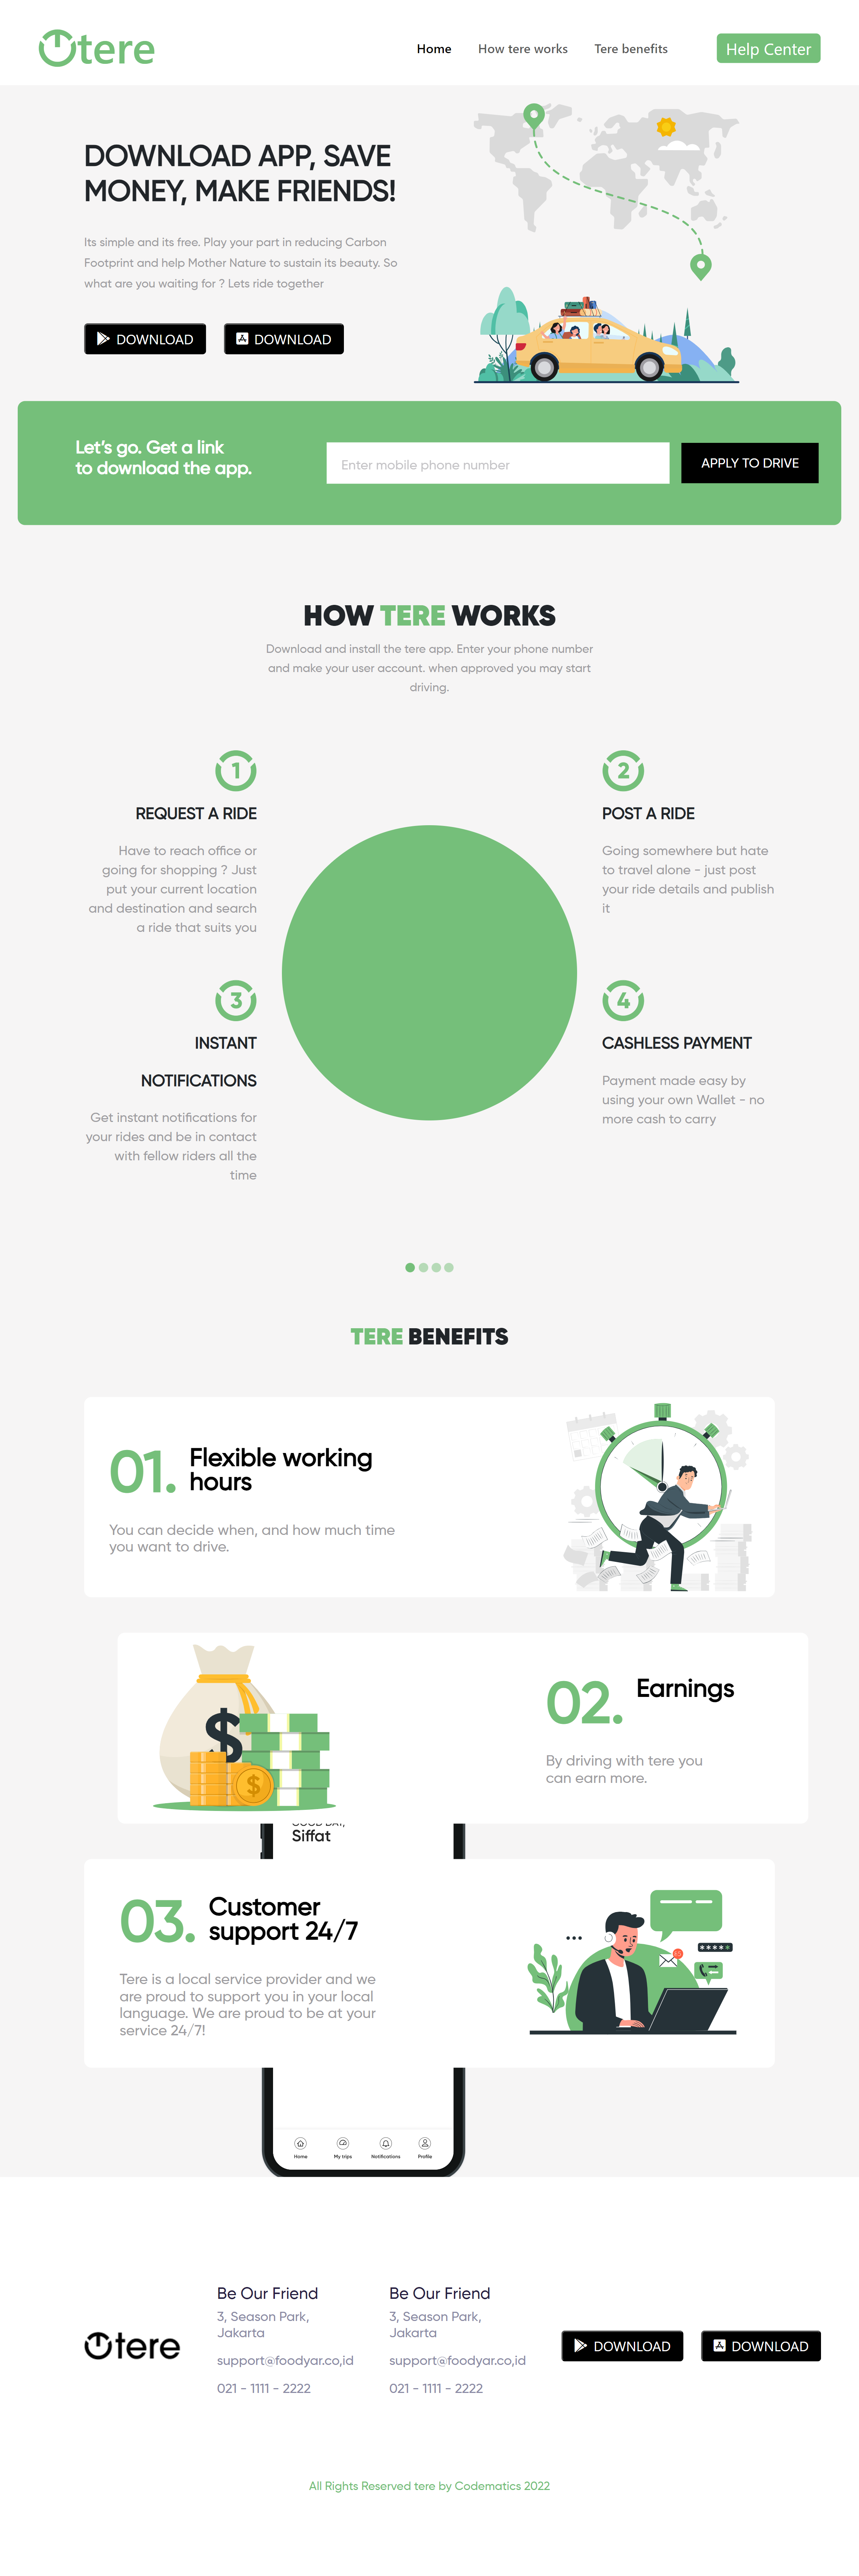 tere
Home
How tere works
Tere benefits
Help Center
DOWNLOAD APP, SAVE
MONEY, MAKE FRIENDS!
Its simple and its free. Play your part in reducing Carbon
Footprint and help Mother Nature to sustain its beauty. So
what are you waiting for ? Lets ride together
DOWNLOAD
DOWNLOAD
Let's go. Get a link
to download the app.
Enter mobile phone number
APPLY TO DRIVE
HOW TERE WORKS
Download and install the tere app. Enter your phone number
and make your user account. when approved you may start
driving.
1
REQUEST A RIDE
Have to reach office or
going for shopping ? Just
put your current location
and destination and search
a ride that suits you
2
POST A RIDE
Going somewhere but hate
to travel alone - just post
your ride details and publish
it
3
INSTANT
NOTIFICATIONS
Get instant notifications for
your rides and be in contact
with fellow riders all the
time
4
CASHLESS PAYMENT
Payment made easy by
using your own Wallet - no
more cash to carry
TERE BENEFITS
01.
Flexible working
hours
You can decide when, and how much time
you want to drive.
$
$
02.
Earnings
By driving with tere you
can earn more.
Siffat
03.
Customer
support 24/7
Tere is a local service provider and we
are proud to support you in your local
language. We are proud to be at your
service 24/7!
*****
Home
My trips
Notifications
Profile
tere
Be Our Friend
3, Season Park,
Jakarta
support@foodyar.co,id
021 - 1111 - 2222
Be Our Friend
3, Season Park,
Jakarta
support@foodyar.co,id
021 - 1111 - 2222
DOWNLOAD
DOWNLOAD
All Rights Reserved tere by Codematics 2022